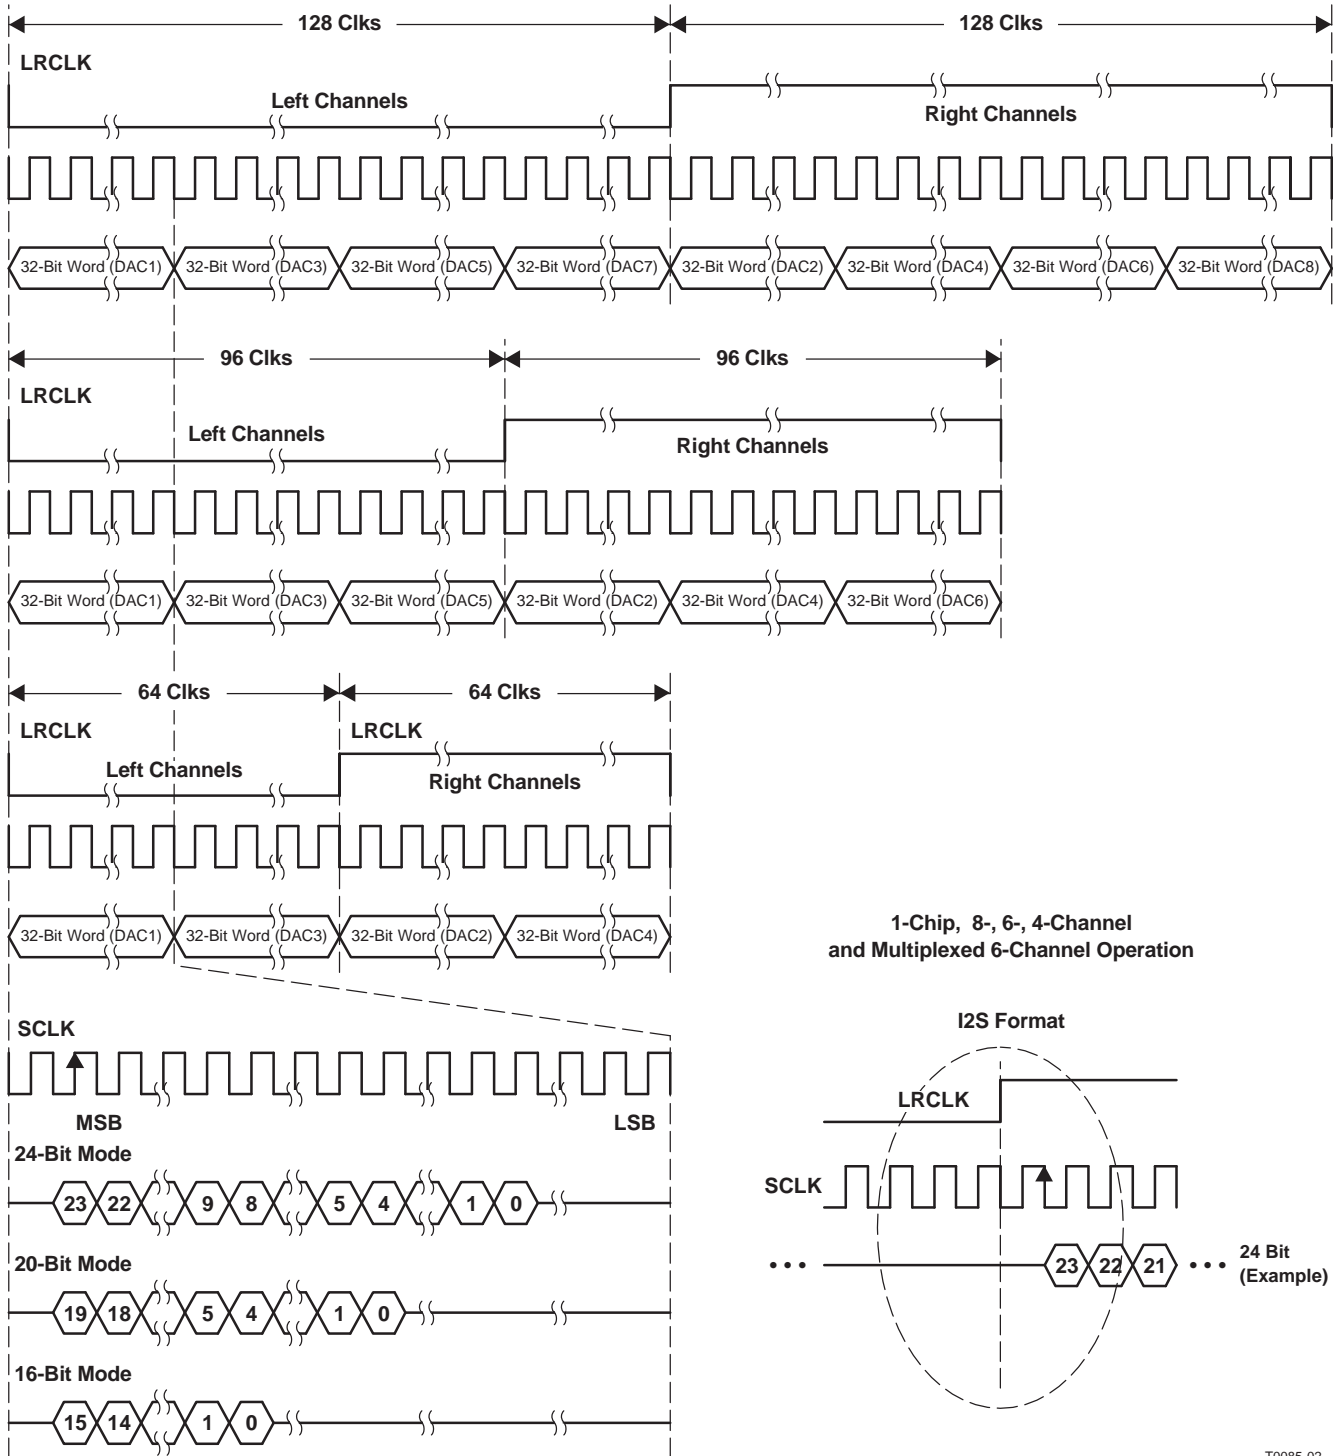 128 Clks 128 Clks
LRCLK
Left Channels
Right Channels
32-Bit Word (DAC1) 32-Bit Word (DAC3) 32-Bit Word (DAC5) 32-Bit Word (DAC7) 32-Bit Word (DAC2) 32-Bit Word (DAC4) 32-Bit Word (DAC6) 32-Bit Word (DAC8)
96 Clks 96 Clks
LRCLK
Left Channels
Right Channels
32-Bit Word (DAC1) 32-Bit Word (DAC3) 32-Bit Word (DAC5) 32-Bit Word (DAC2) 32-Bit Word (DAC4) 32-Bit Word (DAC6)
64 Clks 64 Clks
LRCLK LRCLK
Left Channels
Right Channels
32-Bit Word (DAC1) 32-Bit Word (DAC3) 32-Bit Word (DAC2) 32-Bit Word (DAC4)
SCLK
MSB LSB
24-Bit Mode
23 22 9 8 5 4 1 0
20-Bit Mode
19 18 5 4 1 0
16-Bit Mode
15 14 1 0
1-Chip, 8-, 6-, 4-Channel
and Multiplexed 6-Channel Operation
I2S Format
LRCLK
SCLK
• • • 23 22 21 • • • 24 Bit
(Example)
T0085-02